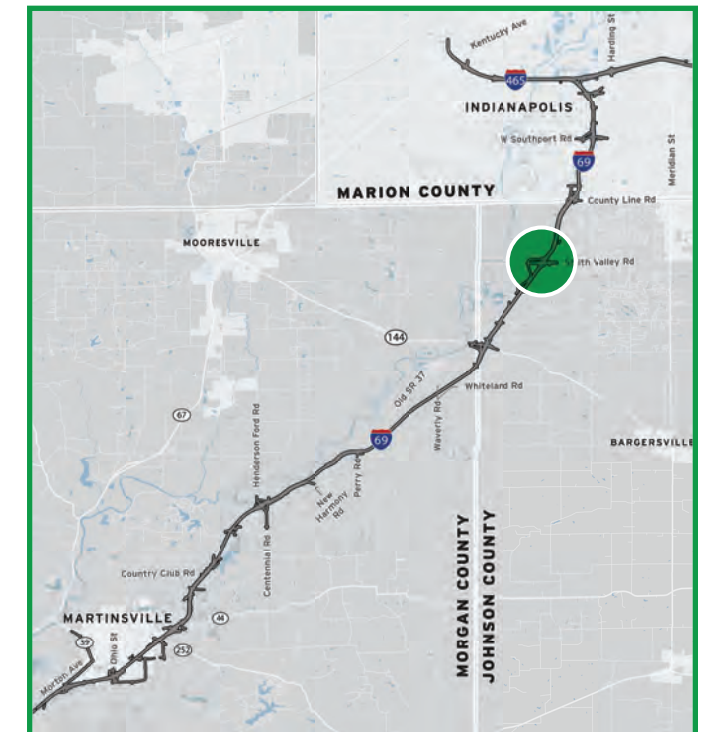 Kentucky Ave
Harding St
465
INDIANAPOLIS
W Southport Rd
69
Meridian St
MARION COUNTY
County Line Rd
MOORESVILLE
Smith Valley Rd
144
Whiteland Rd
Old SR 37
Waverly Rd
67
Henderson Ford Rd
69
BARGERSVILLE
Perry Rd
New
Harmony
Rd
Centennial Rd
MORGAN COUNTY
JOHNSON COUNTY
Country Club Rd
MARTINSVILLE
44
39
Ohio St
252
Morton Ave